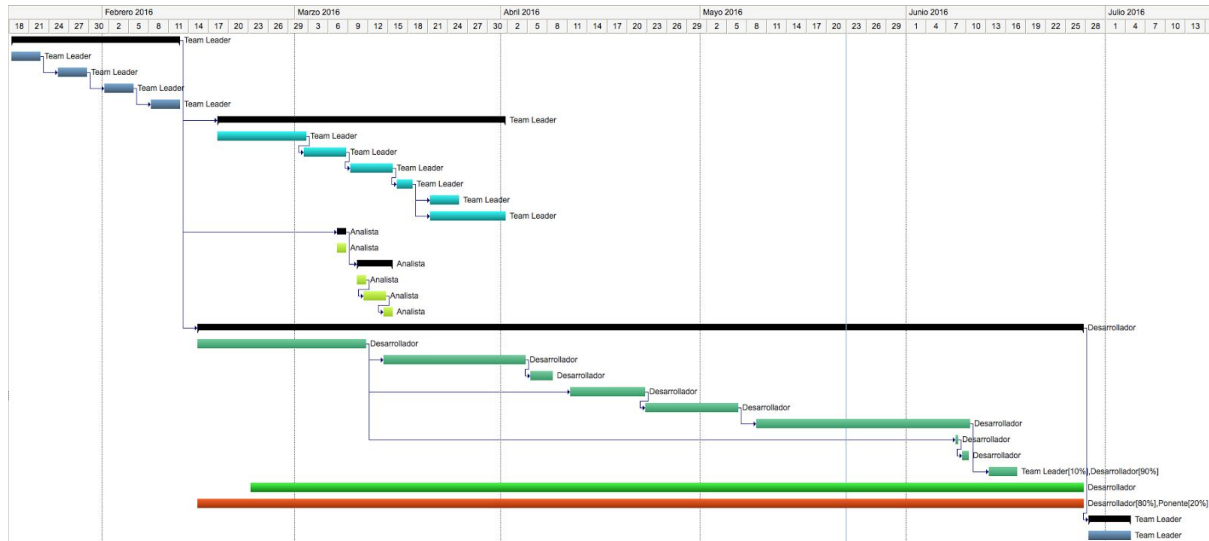 Febrero 2016 Marzo 2016 Abril 2016 Mayo 2016 Junio 2016 Julio 2016
18 21 24 27 30 2 5 8 11 14 17 20 23 26 29 3 6 9 12 15 18 21 24 27 30 2 5 8 11 14 17 20 23 26 29 2 5 8 11 14 17 20 23 26 29 1 4 7 10 13 16 19 22 25 28 1 4 7 10 13
Team Leader
Team Leader
Team Leader
Team Leader
Team Leader
Team Leader
Team Leader
Team Leader
Team Leader
Team Leader
Team Leader
Team Leader
Analista
Analista
Analista
Analista
Analista
Analista
Desarrollador
Desarrollador
Desarrollador
Desarrollador
Desarrollador
Desarrollador
Desarrollador
Desarrollador
Desarrollador
Team Leader[10%],Desarrollador[90%]
Desarrollador
Desarrollador[80%],Ponente[20%]
Team Leader
Team Leader